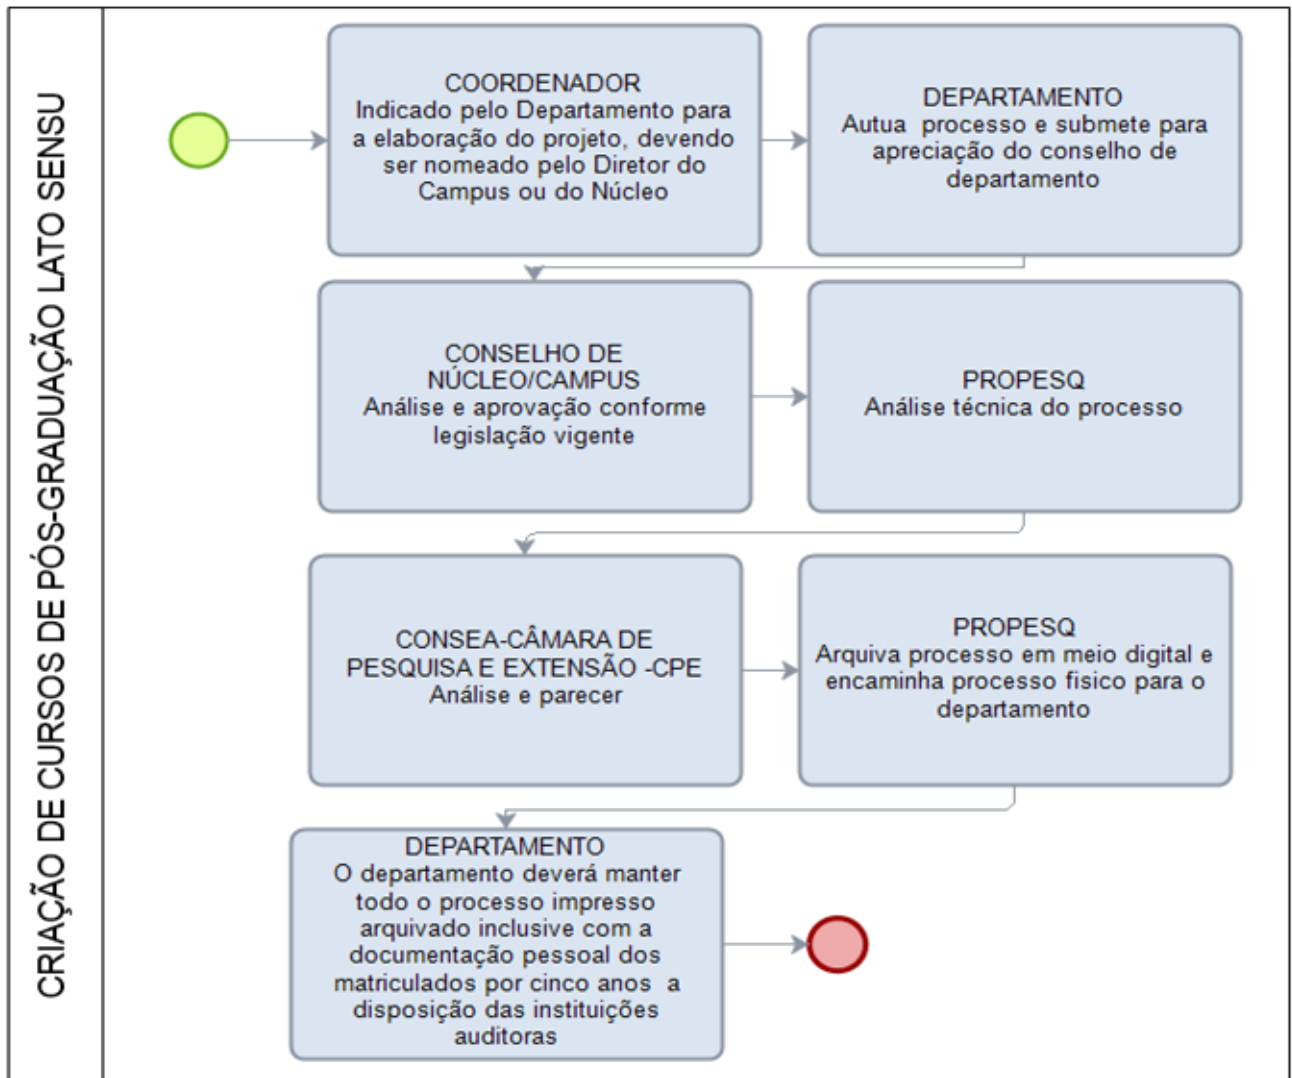 CRIAÇÃO DE CURSOS DE PÓS-GRADUAÇÃO LATO SENSU
COORDENADOR
Indicado pelo Departamento para
a elaboração do projeto, devendo
ser nomeado pelo Diretor do
Campus ou do Núcleo
DEPARTAMENTO
Autua processo e submete para
apreciação do conselho de
departamento
CONSELHO DE
NÚCLEO/CAMPUS
Análise e aprovação conforme
legislação vigente
PROPESQ
Análise técnica do processo
CONSEA-CÂMARA DE
PESQUISA E EXTENSÃO -CPE
Análise e parecer
PROPESQ
Arquiva processo em meio digital e
encaminha processo fisico para o
departamento
DEPARTAMENTO
O departamento deverá manter
todo o processo impresso
arquivado inclusive com a
documentação pessoal dos
matriculados por cinco anos a
disposição das instituições
auditoras